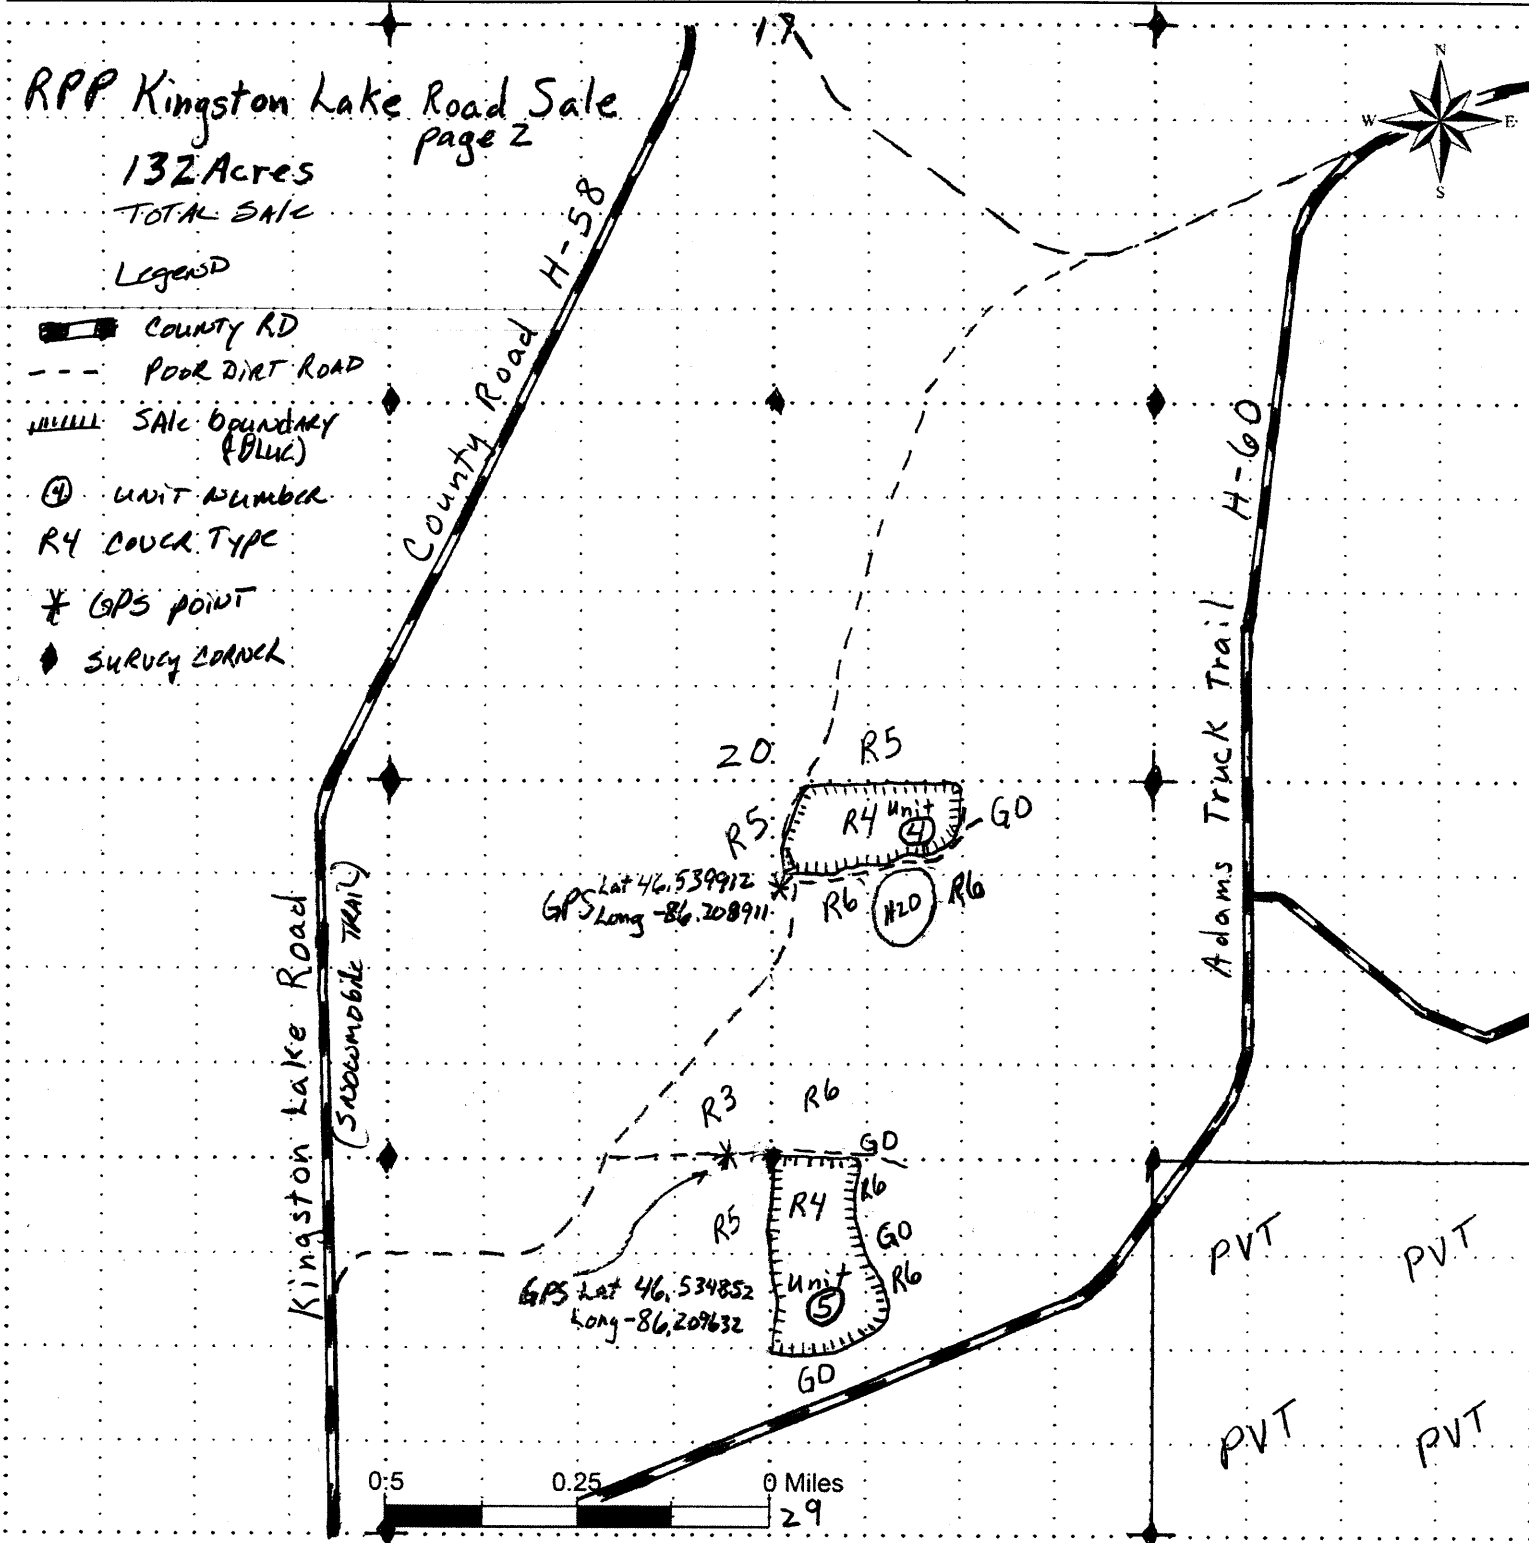 RPP Kingston Lake Road Sale
page 2
132 Acres
TOTAL SALE
Legend
COUNTY RD
POOR DIRT ROAD
SALE BOUNDARY
(BLUE)
4 UNIT NUMBER
R4 COVER TYPE
GPS POINT
SURVEY CORNER
N
W E
S
County Road H-58
Adams Truck Trail H-60
Kingston Lake Road
(SNOWMOBILE TRAIL)
20
R5
R5
R4 Unit
4
GO
GPS Lat 46.539912
Long -86.208911
R6
H2O
R6
R3
R6
GO
R4
R6
R5
GO
R6
Unit
5
GPS Lat 46.534852
Long -86.209632
GO
PVT
PVT
PVT
PVT
0.5 0.25 0 Miles
29